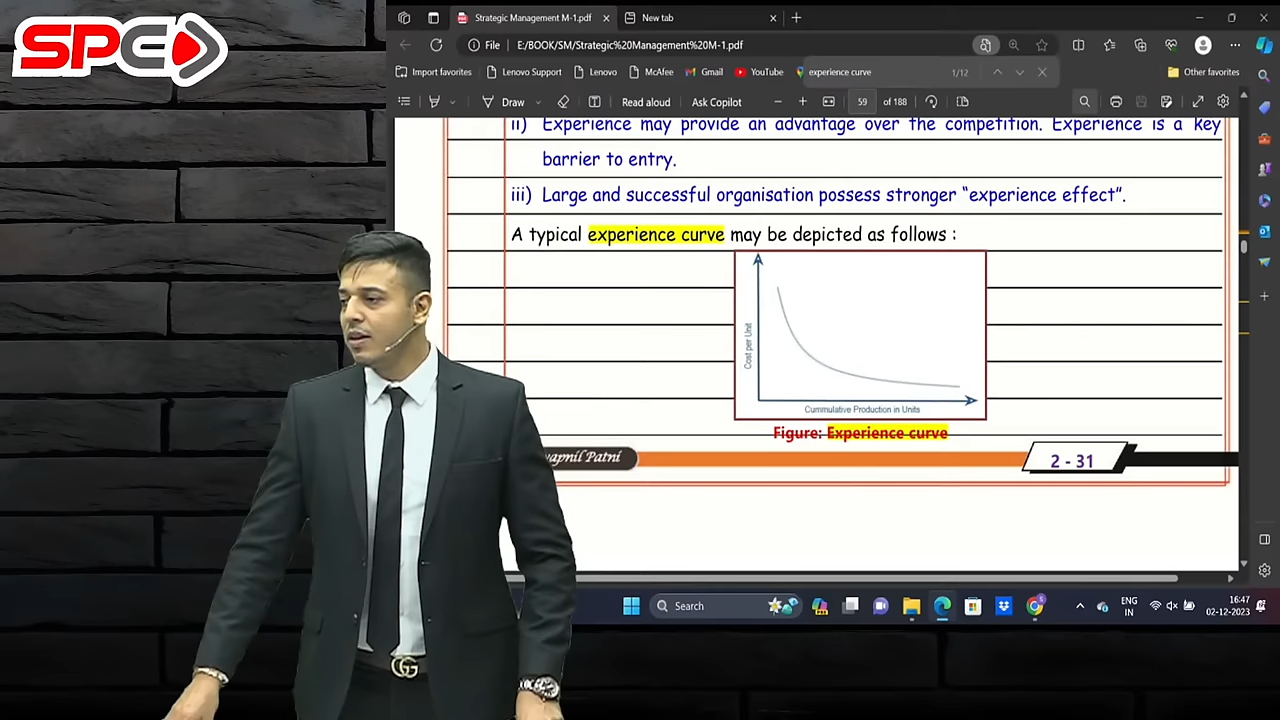 SPC
Strategic Management M-1.pdf
New tab
File
E:/BOOK/SM/Strategic%20Management%20M-1.pdf
Import favorites
Lenovo Support
Lenovo
McAfee
Gmail
YouTube
experience curve
1/12
Other favorites
Draw
Read aloud
Ask Copilot
59
of 188
ii) Experience may provide an advantage over the competition. Experience is a key
barrier to entry.
iii) Large and successful organisation possess stronger “experience effect”.
A typical experience curve may be depicted as follows :
Cost per Unit
Cummulative Production in Units
Figure: Experience curve
Patni
2 - 31
Search
ENG
IN
16:47
02-12-2023